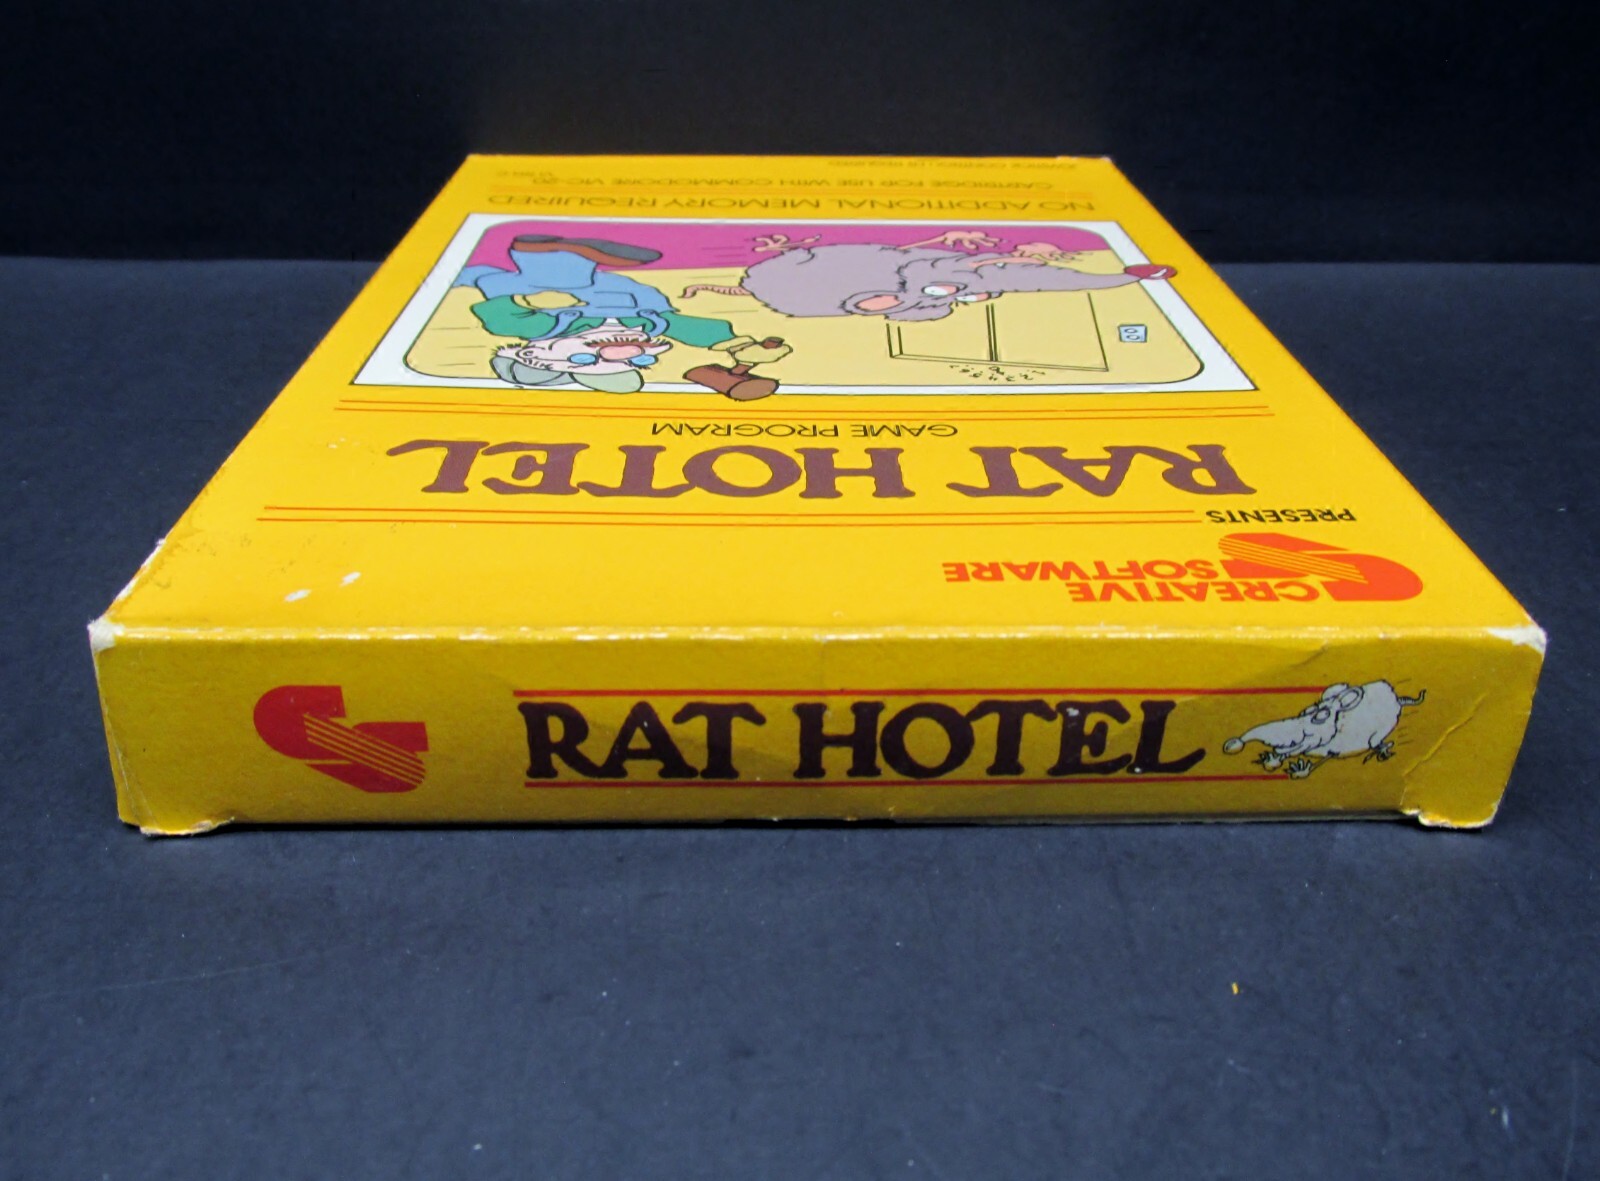 CREATIVE
SOFTWARE
PRESENTS
RAT HOTEL
GAME PROGRAM
NO ADDITIONAL MEMORY REQUIRED
CARTRIDGE FOR USE WITH COMMODORE VIC-20
RAT HOTEL